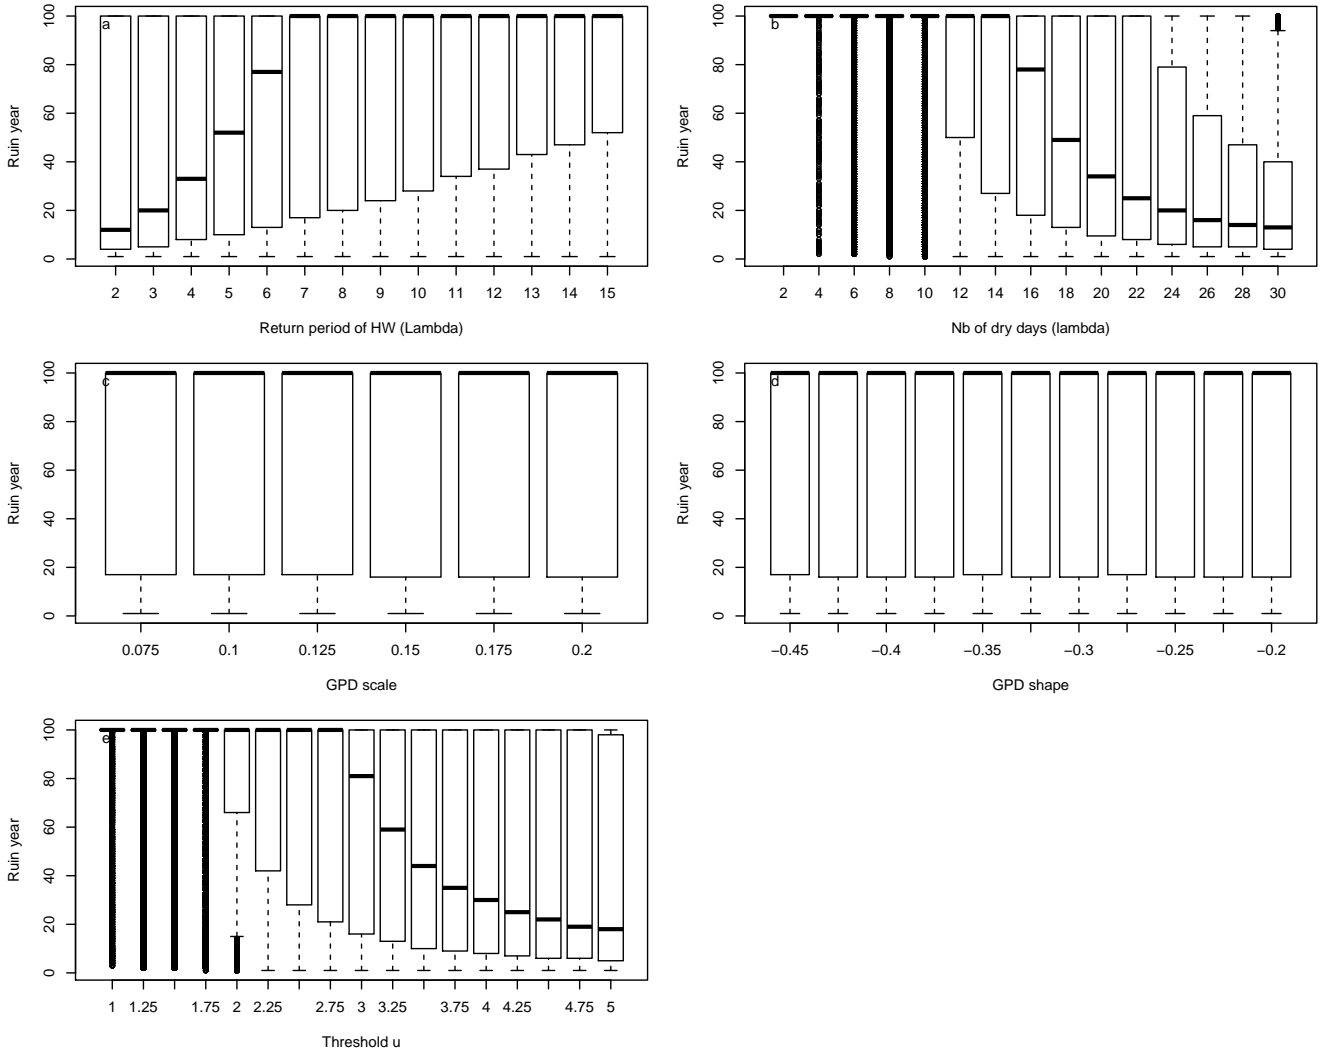 a
Ruin year
100
80
60
40
20
0
2 3 4 5 6 7 8 9 10 11 12 13 14 15
Return period of HW (Lambda)
b
Ruin year
100
80
60
40
20
0
2 4 6 8 10 12 14 16 18 20 22 24 26 28 30
Nb of dry days (lambda)
c
Ruin year
100
80
60
40
20
0
0.075 0.1 0.125 0.15 0.175 0.2
GPD scale
d
Ruin year
100
80
60
40
20
0
−0.45 −0.4 −0.35 −0.3 −0.25 −0.2
GPD shape
e
Ruin year
100
80
60
40
20
0
1 1.25 1.75 2 2.25 2.75 3 3.25 3.75 4 4.25 4.75 5
Threshold u